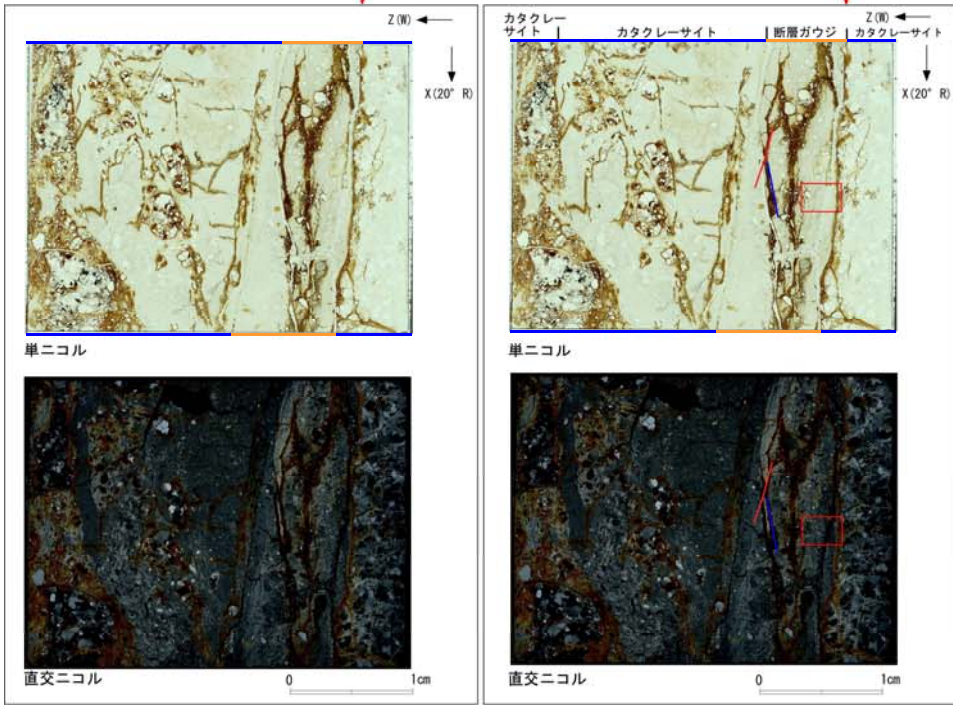 Z(W)
X(20° R)
単ニコル
直交ニコル
0 1cm
カタクレー
サイト
カタクレーサイト
断層ガウジ
カタクレーサイト
Z(W)
X(20° R)
単ニコル
直交ニコル
0 1cm